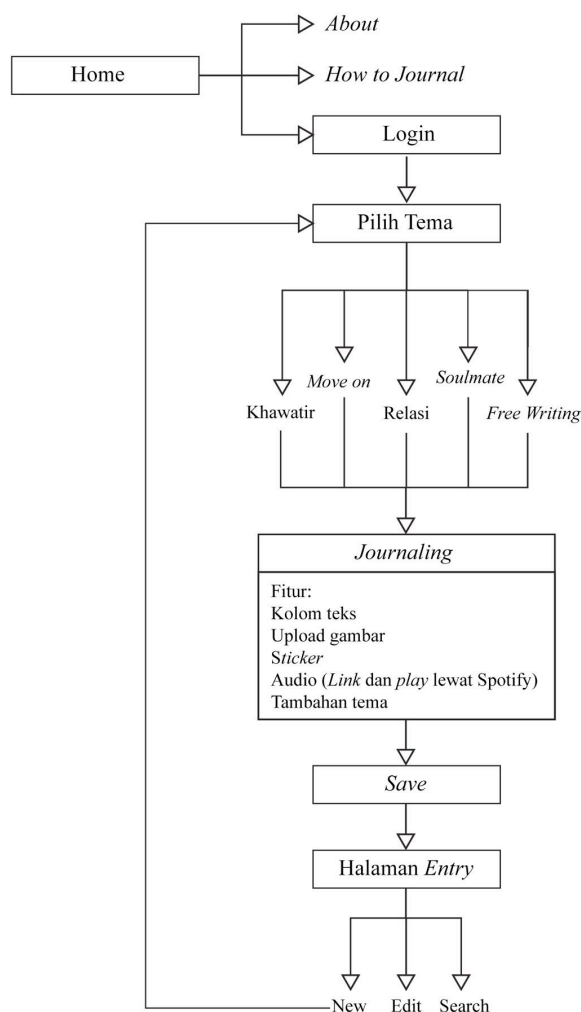 About
Home
How to Journal
Login
Pilih Tema
Move on
Soulmate
Khawatir
Relasi
Free Writing
Journaling
Fitur:
Kolom teks
Upload gambar
Sticker
Audio (Link dan play lewat Spotify)
Tambahan tema
Save
Halaman Entry
New
Edit
Search